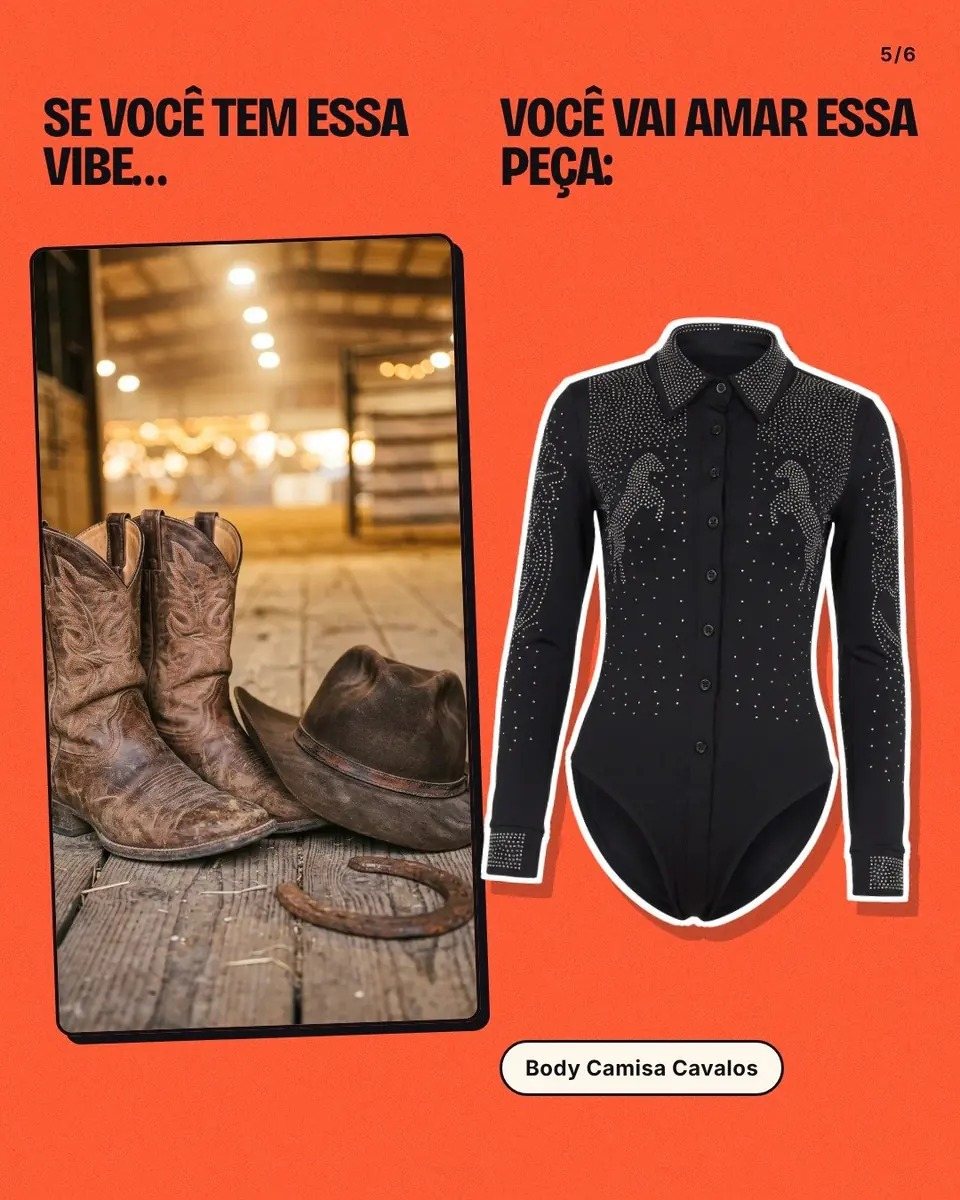 5/6
SE VOCÊ TEM ESSA
VIBE...
VOCÊ VAI AMAR ESSA
PEÇA:
Body Camisa Cavalos